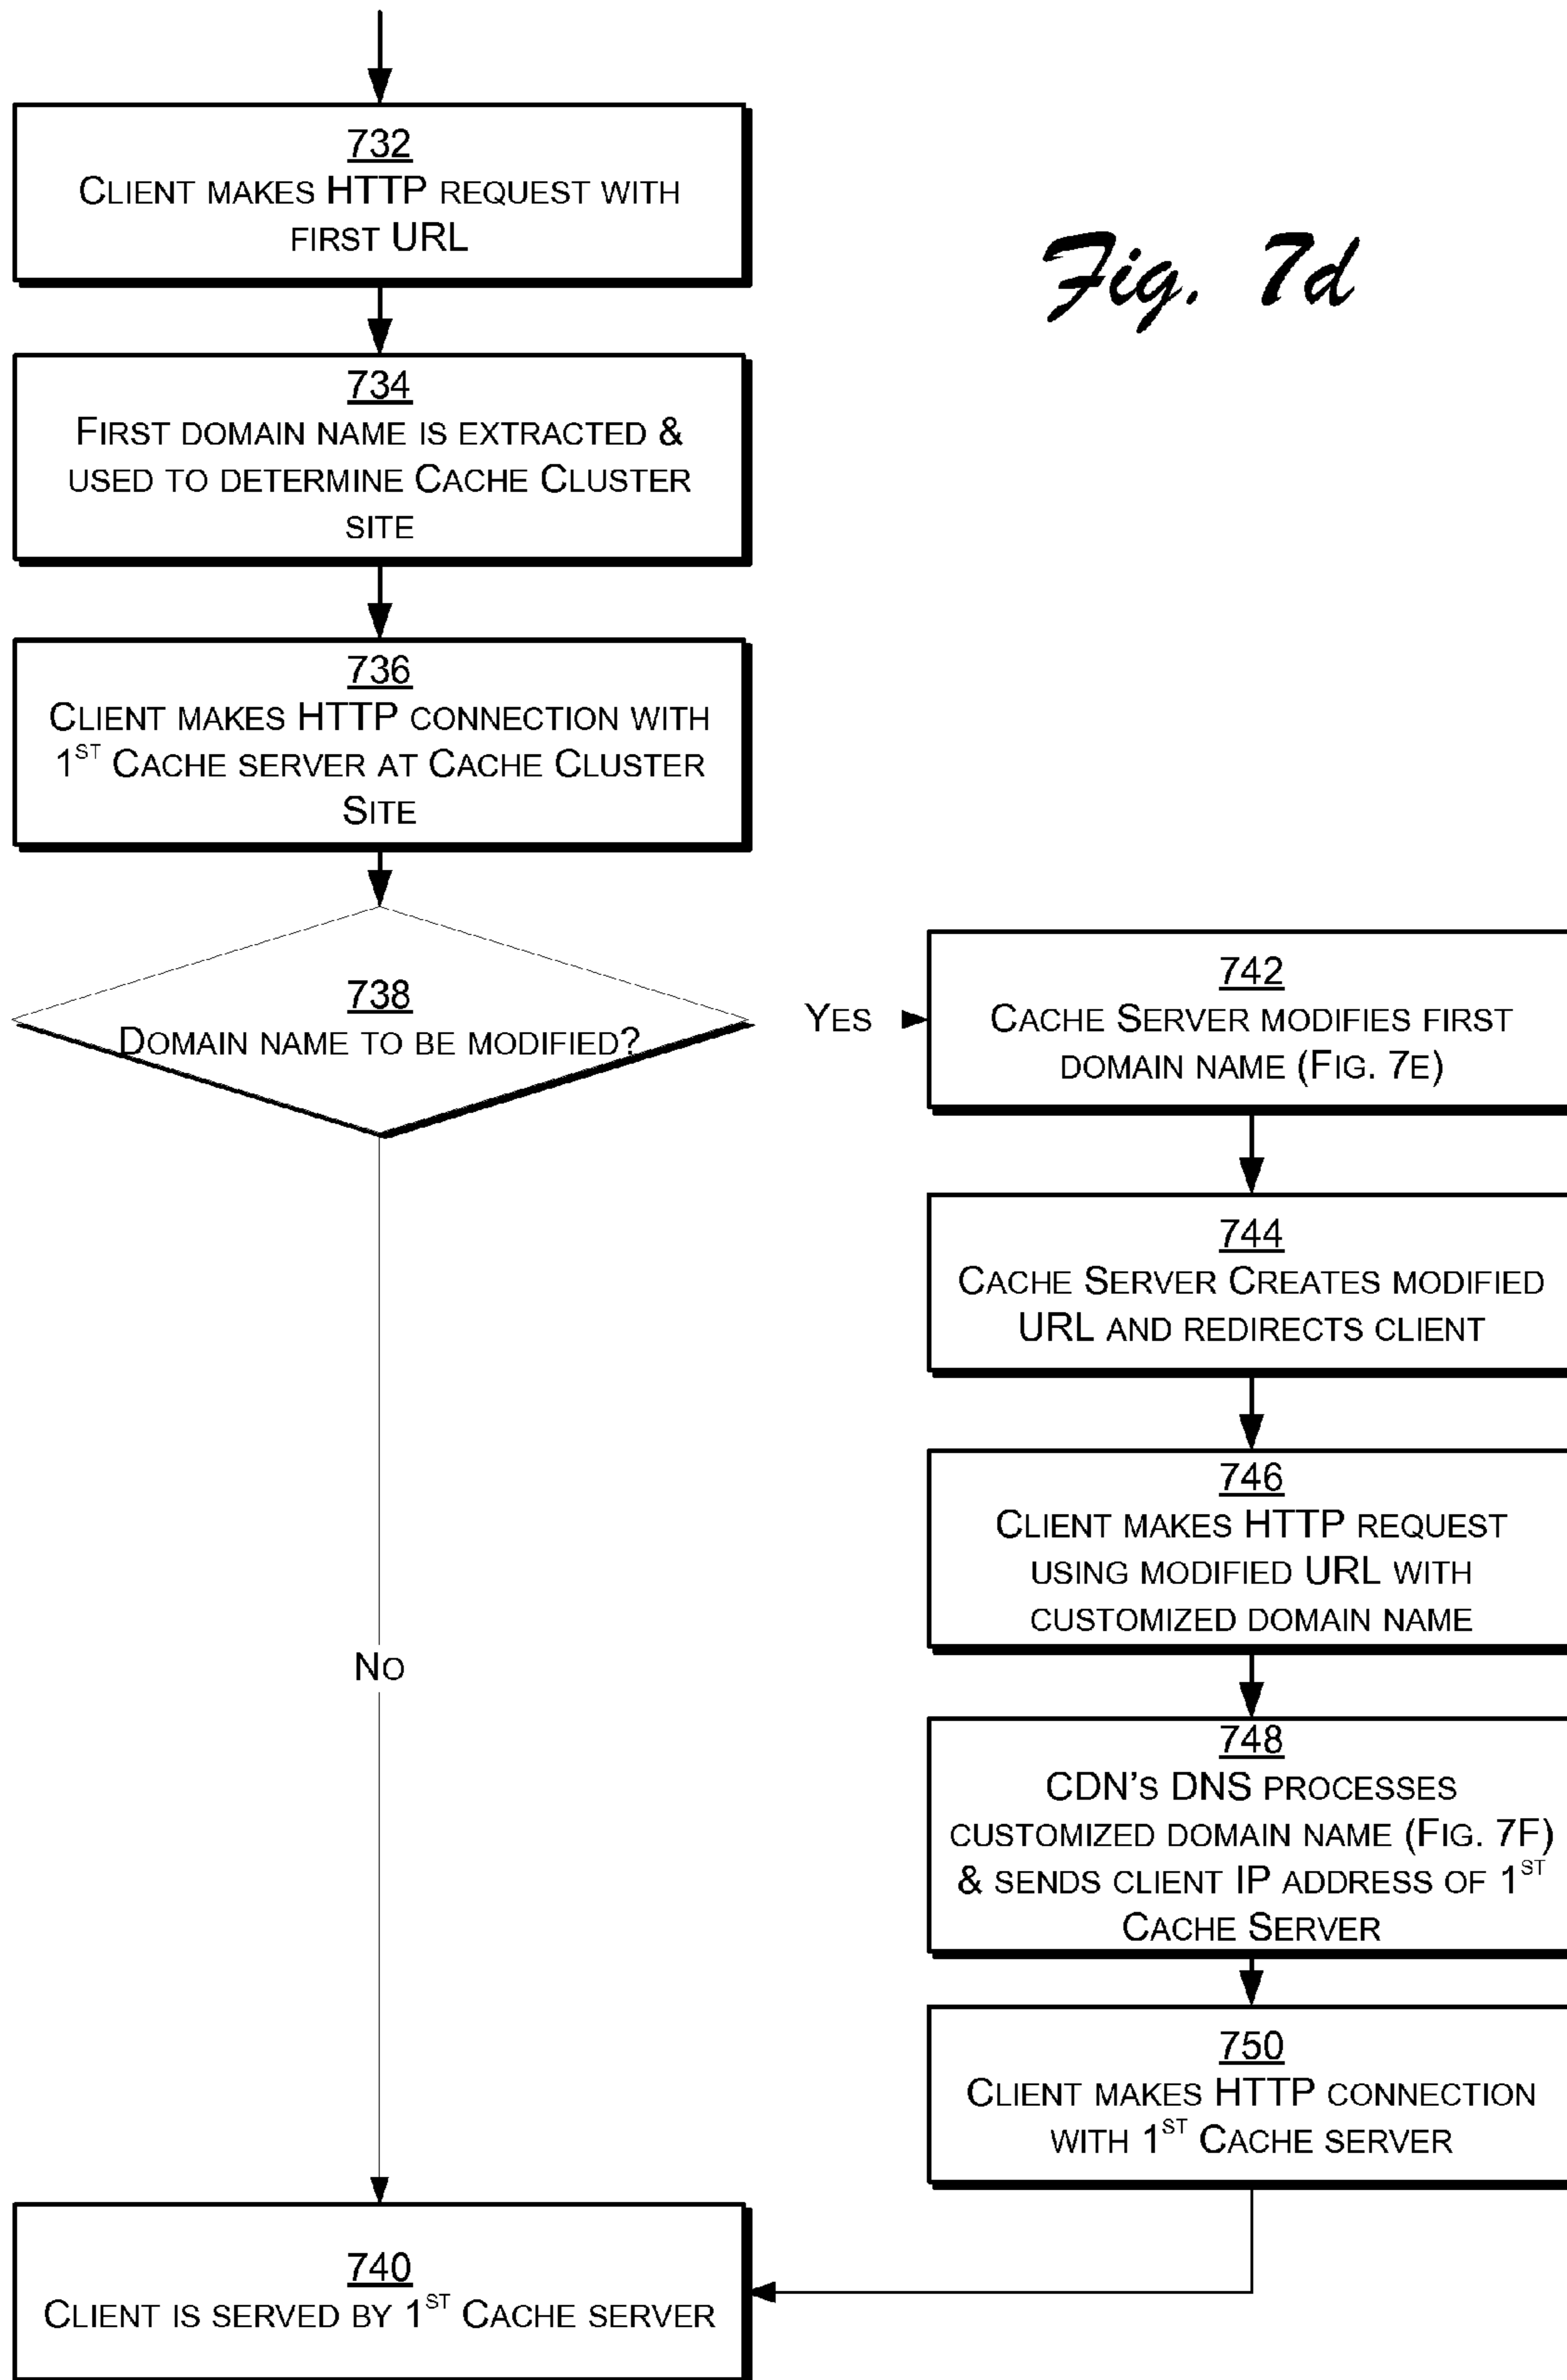 732
CLIENT MAKES HTTP REQUEST WITH
FIRST URL
Fig. 7d
734
FIRST DOMAIN NAME IS EXTRACTED &
USED TO DETERMINE CACHE CLUSTER
SITE
736
CLIENT MAKES HTTP CONNECTION WITH
1ST CACHE SERVER AT CACHE CLUSTER
SITE
738
DOMAIN NAME TO BE MODIFIED?
YES
NO
742
CACHE SERVER MODIFIES FIRST
DOMAIN NAME (FIG. 7E)
744
CACHE SERVER CREATES MODIFIED
URL AND REDIRECTS CLIENT
746
CLIENT MAKES HTTP REQUEST
USING MODIFIED URL WITH
CUSTOMIZED DOMAIN NAME
748
CDN'S DNS PROCESSES
CUSTOMIZED DOMAIN NAME (FIG. 7F)
& SENDS CLIENT IP ADDRESS OF 1ST
CACHE SERVER
750
CLIENT MAKES HTTP CONNECTION
WITH 1ST CACHE SERVER
740
CLIENT IS SERVED BY 1ST CACHE SERVER